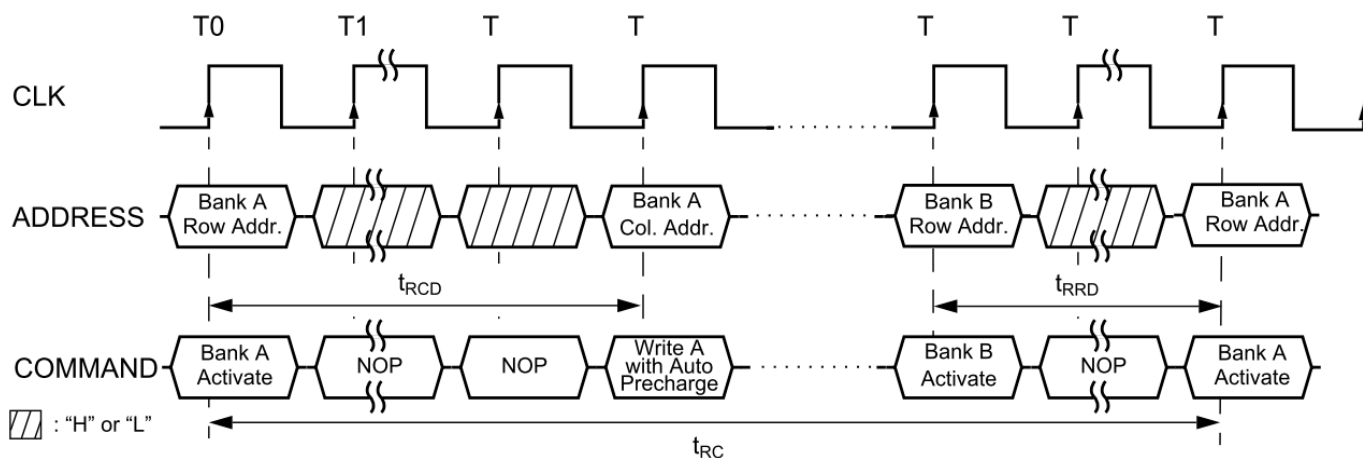 T0 T1 T T T T T
CLK
ADDRESS
Bank A
Row Addr.
Bank A
Col. Addr.
Bank B
Row Addr.
Bank A
Row Addr.
tRCD
tRRD
COMMAND
Bank A
Activate
NOP
NOP
Write A
with Auto
Precharge
Bank B
Activate
NOP
Bank A
Activate
: “H” or “L”
tRC